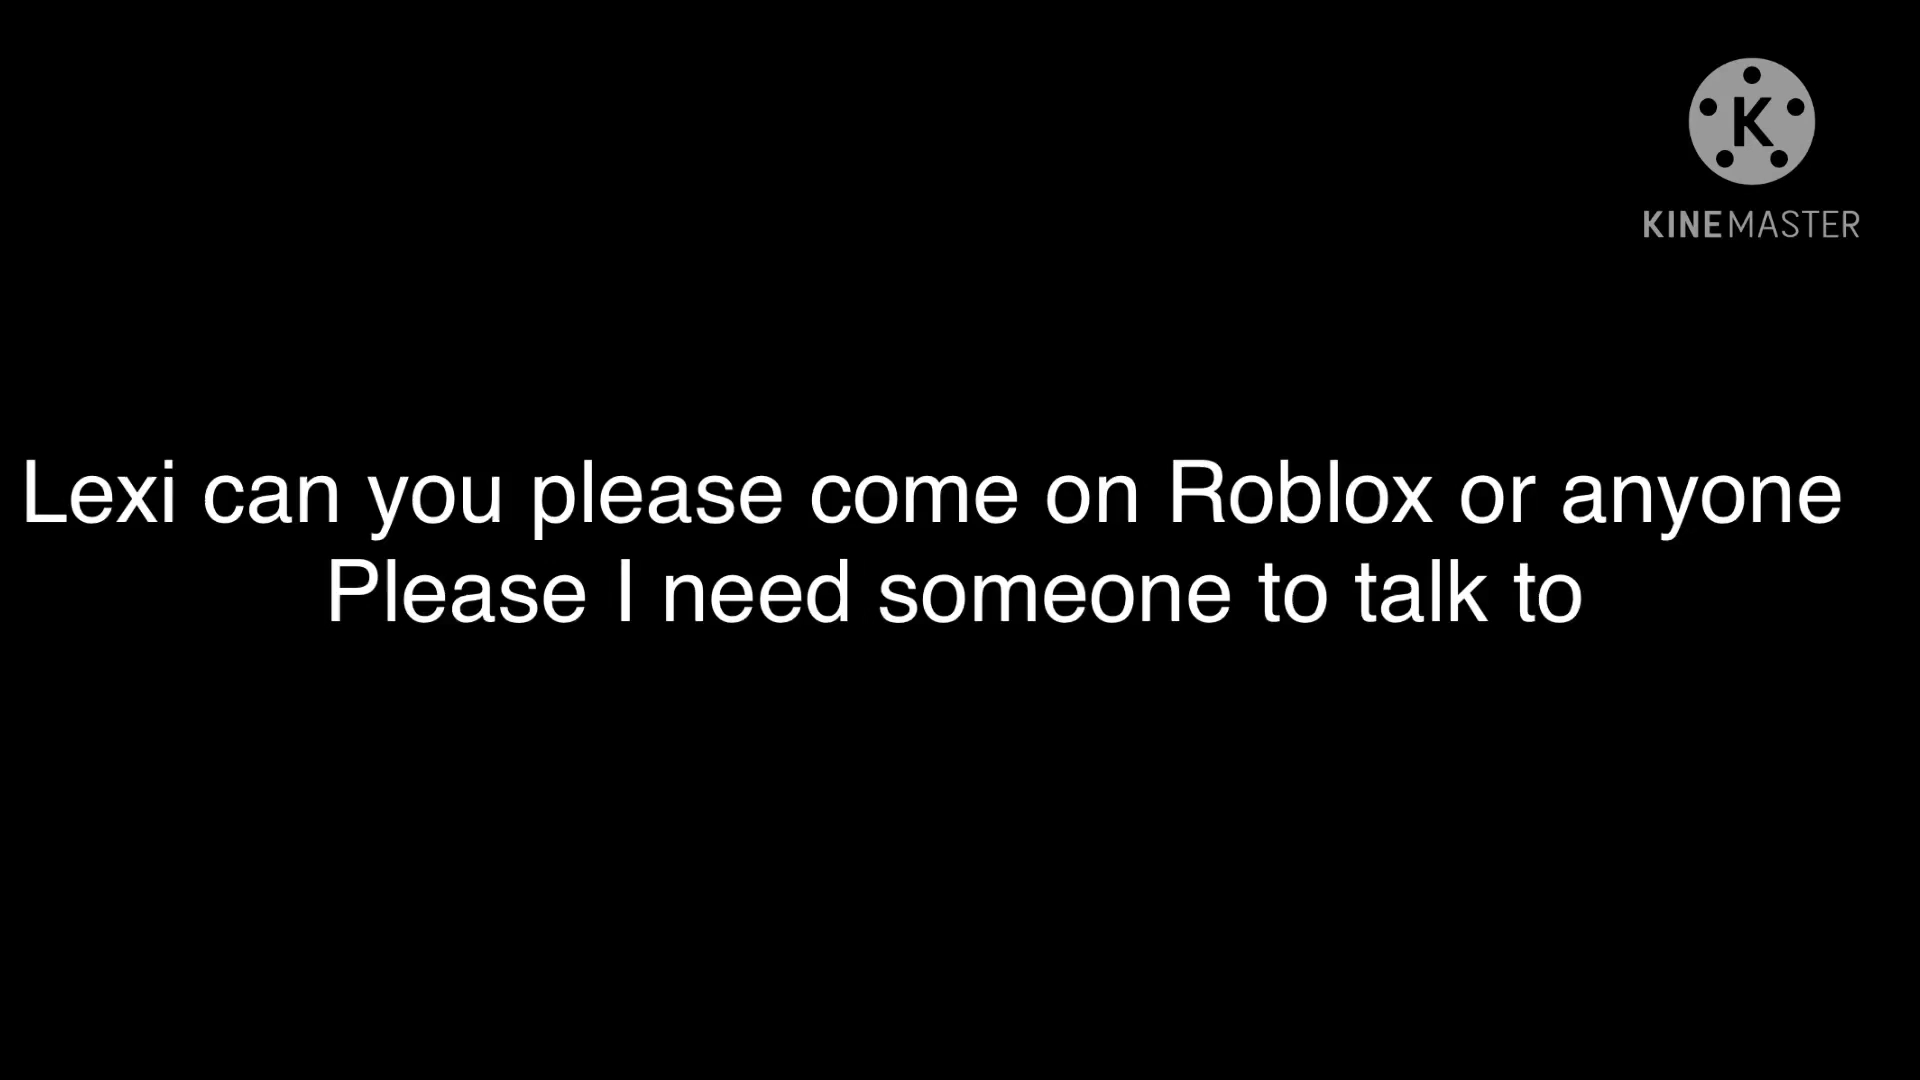 K
KINEMASTER
Lexi can you please come on Roblox or anyone
Please I need someone to talk to